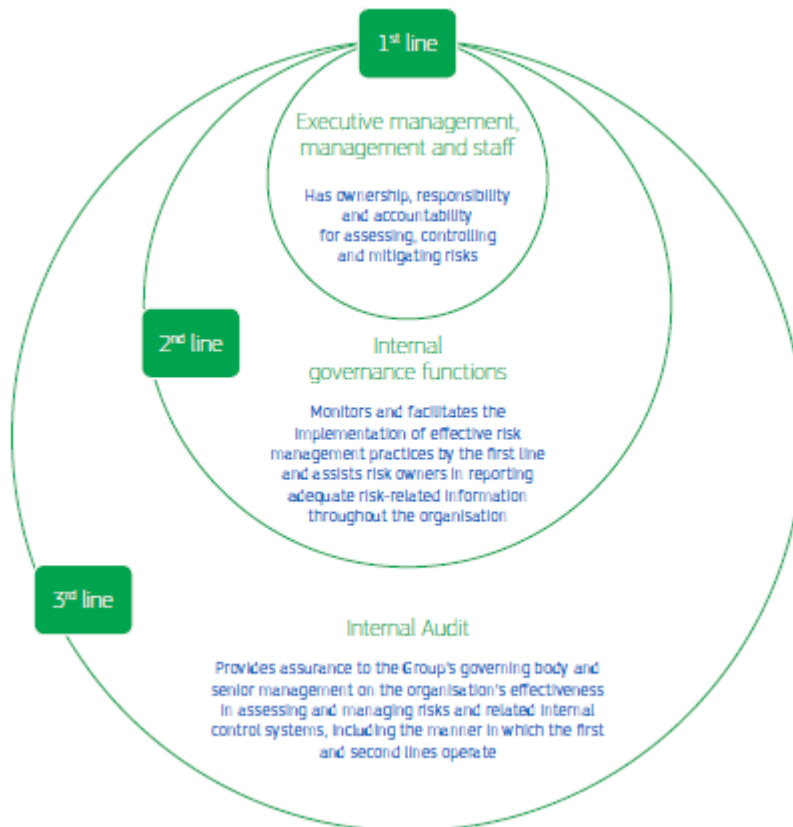 1st line
Executive management,
management and staff
Has ownership, responsibility
and accountability
for assessing, controlling
and mitigating risks
2nd line
Internal
governance functions
Monitors and facilitates the
implementation of effective risk
management practices by the first line
and assists risk owners in reporting
adequate risk-related information
throughout the organisation
3rd line
Internal Audit
Provides assurance to the Group's governing body and
senior management on the organisation's effectiveness
in assessing and managing risks and related internal
control systems, including the manner in which the first
and second lines operate